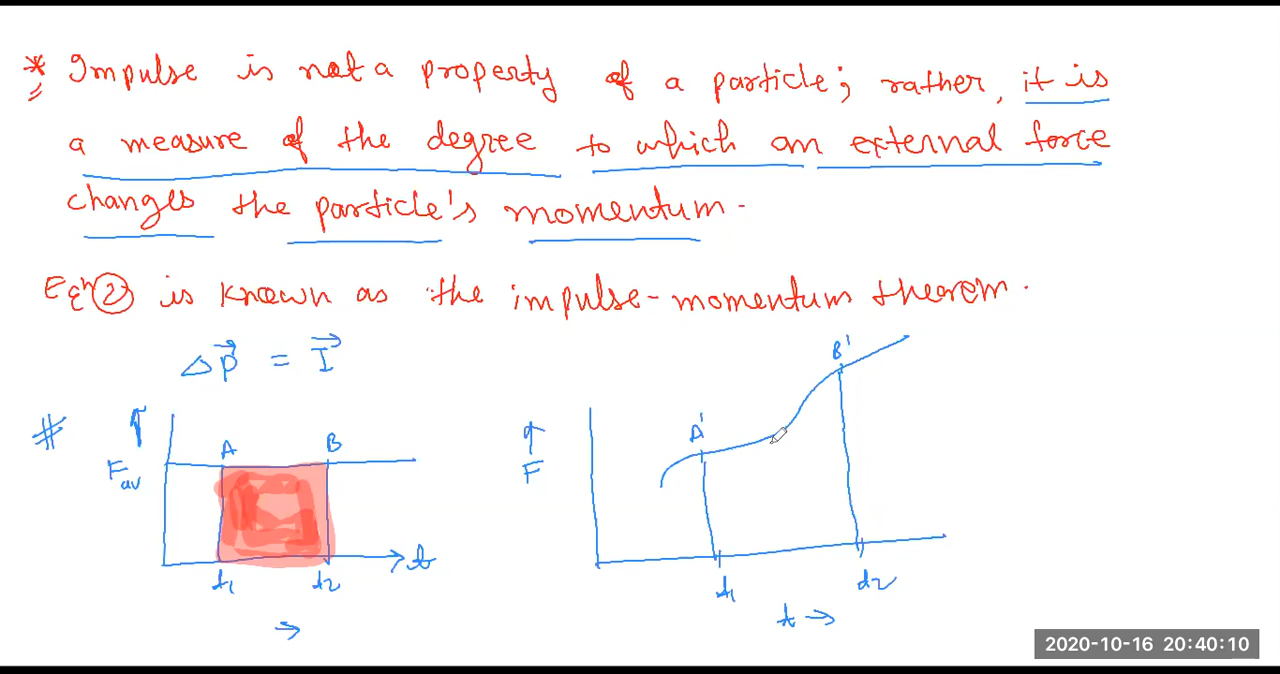 * Impulse is not a property of a particle; rather, it is
a measure of the degree to which an external force
changes the particle's momentum.
Eqn (2) is known as the impulse-momentum theorem.
Δp⃗ = I⃗
# ↑ A B
Fav
t
t1 t2
→
A' B'
↑
F
t1 t2
t →
2020-10-16 20:40:10